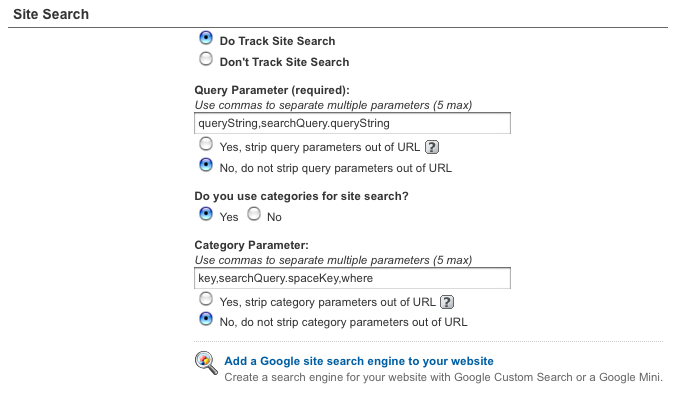 Site Search
Do Track Site Search
Don't Track Site Search
Query Parameter (required):
Use commas to separate multiple parameters (5 max)
queryString,searchQuery.queryString
Yes, strip query parameters out of URL ?
No, do not strip query parameters out of URL
Do you use categories for site search?
Yes No
Category Parameter:
Use commas to separate multiple parameters (5 max)
key,searchQuery.spaceKey,where
Yes, strip category parameters out of URL ?
No, do not strip category parameters out of URL
Add a Google site search engine to your website
Create a search engine for your website with Google Custom Search or a Google Mini.